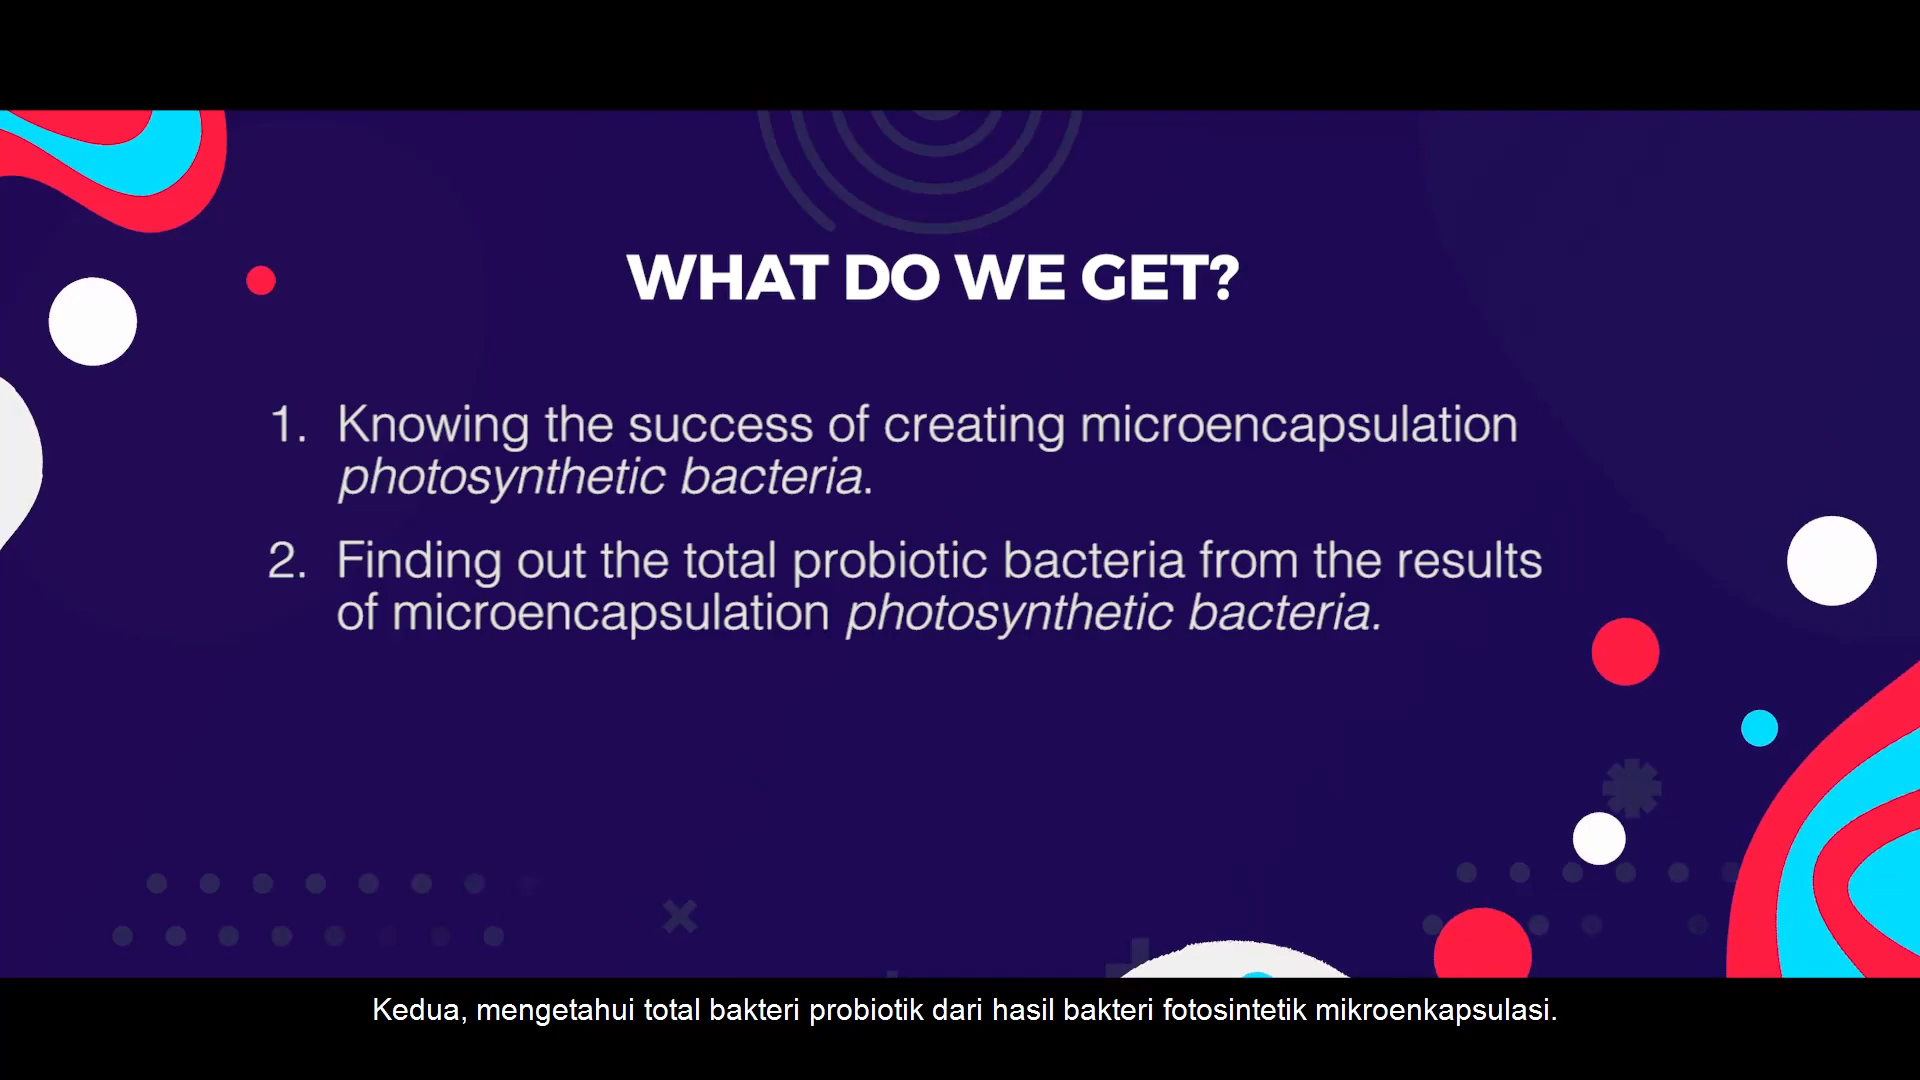 WHAT DO WE GET?
1. Knowing the success of creating microencapsulation
photosynthetic bacteria.
2. Finding out the total probiotic bacteria from the results
of microencapsulation photosynthetic bacteria.
Kedua, mengetahui total bakteri probiotik dari hasil bakteri fotosintetik mikroenkapsulasi.